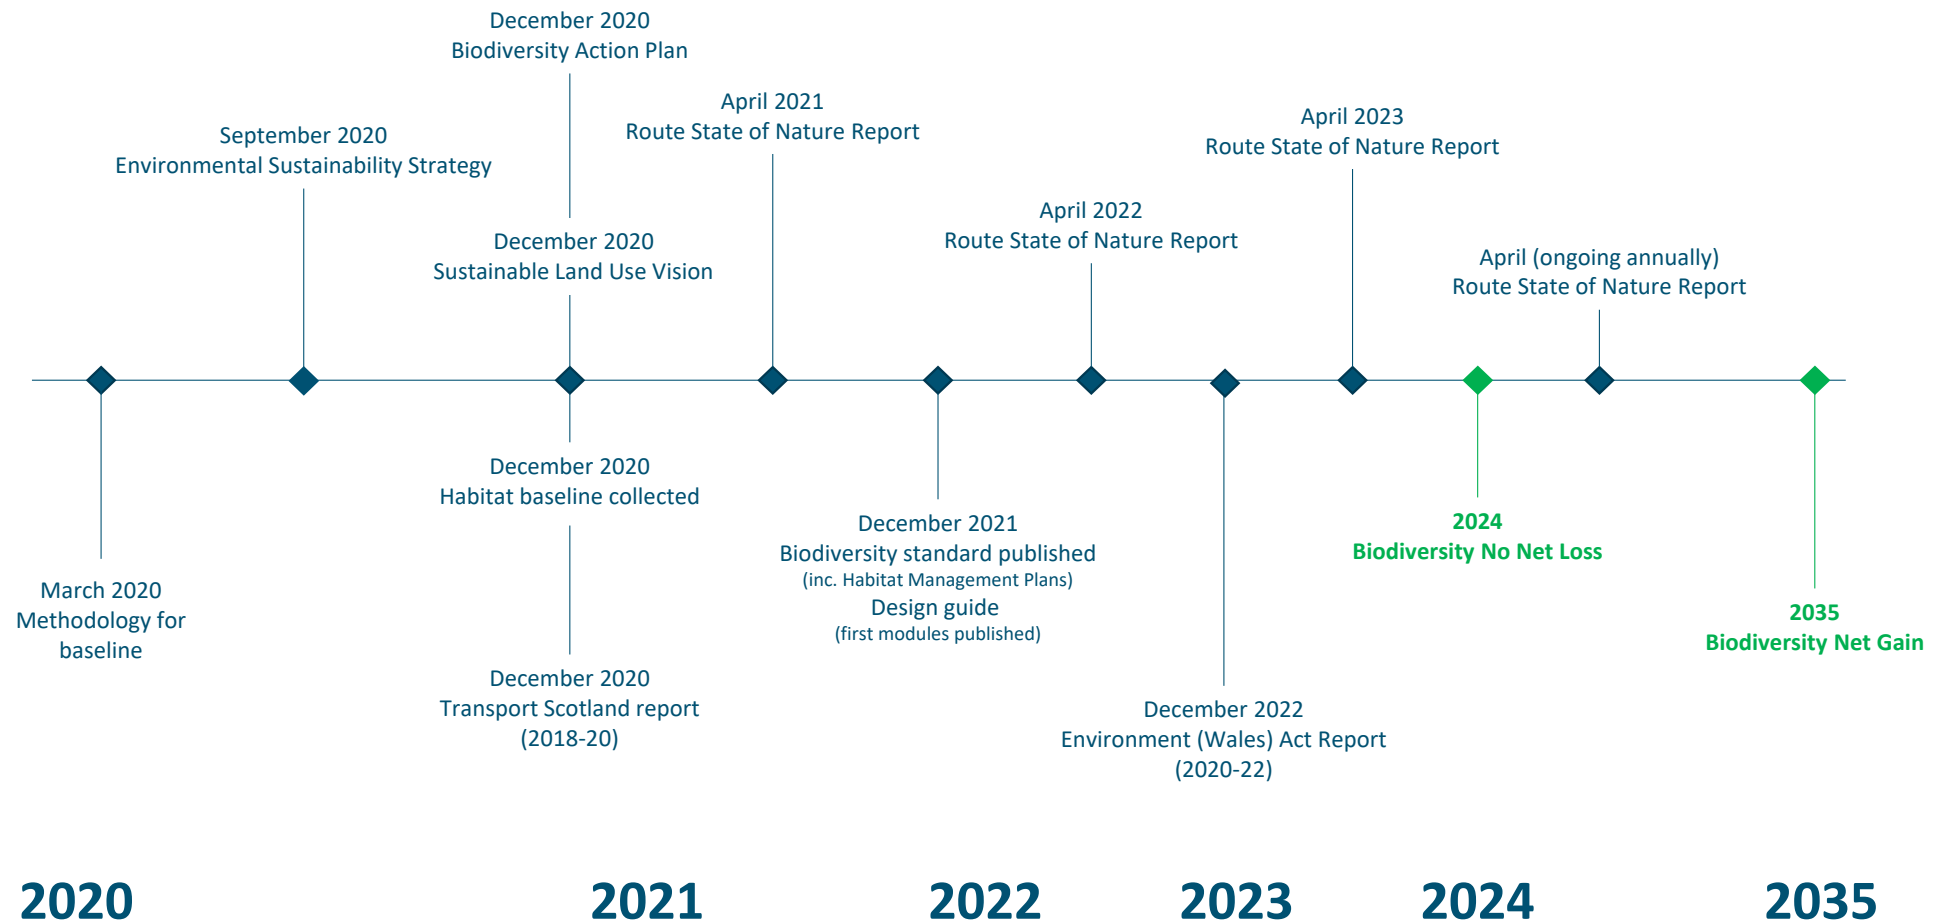 December 2020
Biodiversity Action Plan
April 2021
Route State of Nature Report
April 2023
Route State of Nature Report
September 2020
Environmental Sustainability Strategy
April 2022
Route State of Nature Report
December 2020
Sustainable Land Use Vision
April (ongoing annually)
Route State of Nature Report
December 2020
Habitat baseline collected
December 2021
Biodiversity standard published
(inc. Habitat Management Plans)
Design guide
(first modules published)
2024
Biodiversity No Net Loss
March 2020
Methodology for
baseline
2035
Biodiversity Net Gain
December 2020
Transport Scotland report
(2018-20)
December 2022
Environment (Wales) Act Report
(2020-22)
2020
2021
2022
2023
2024
2035